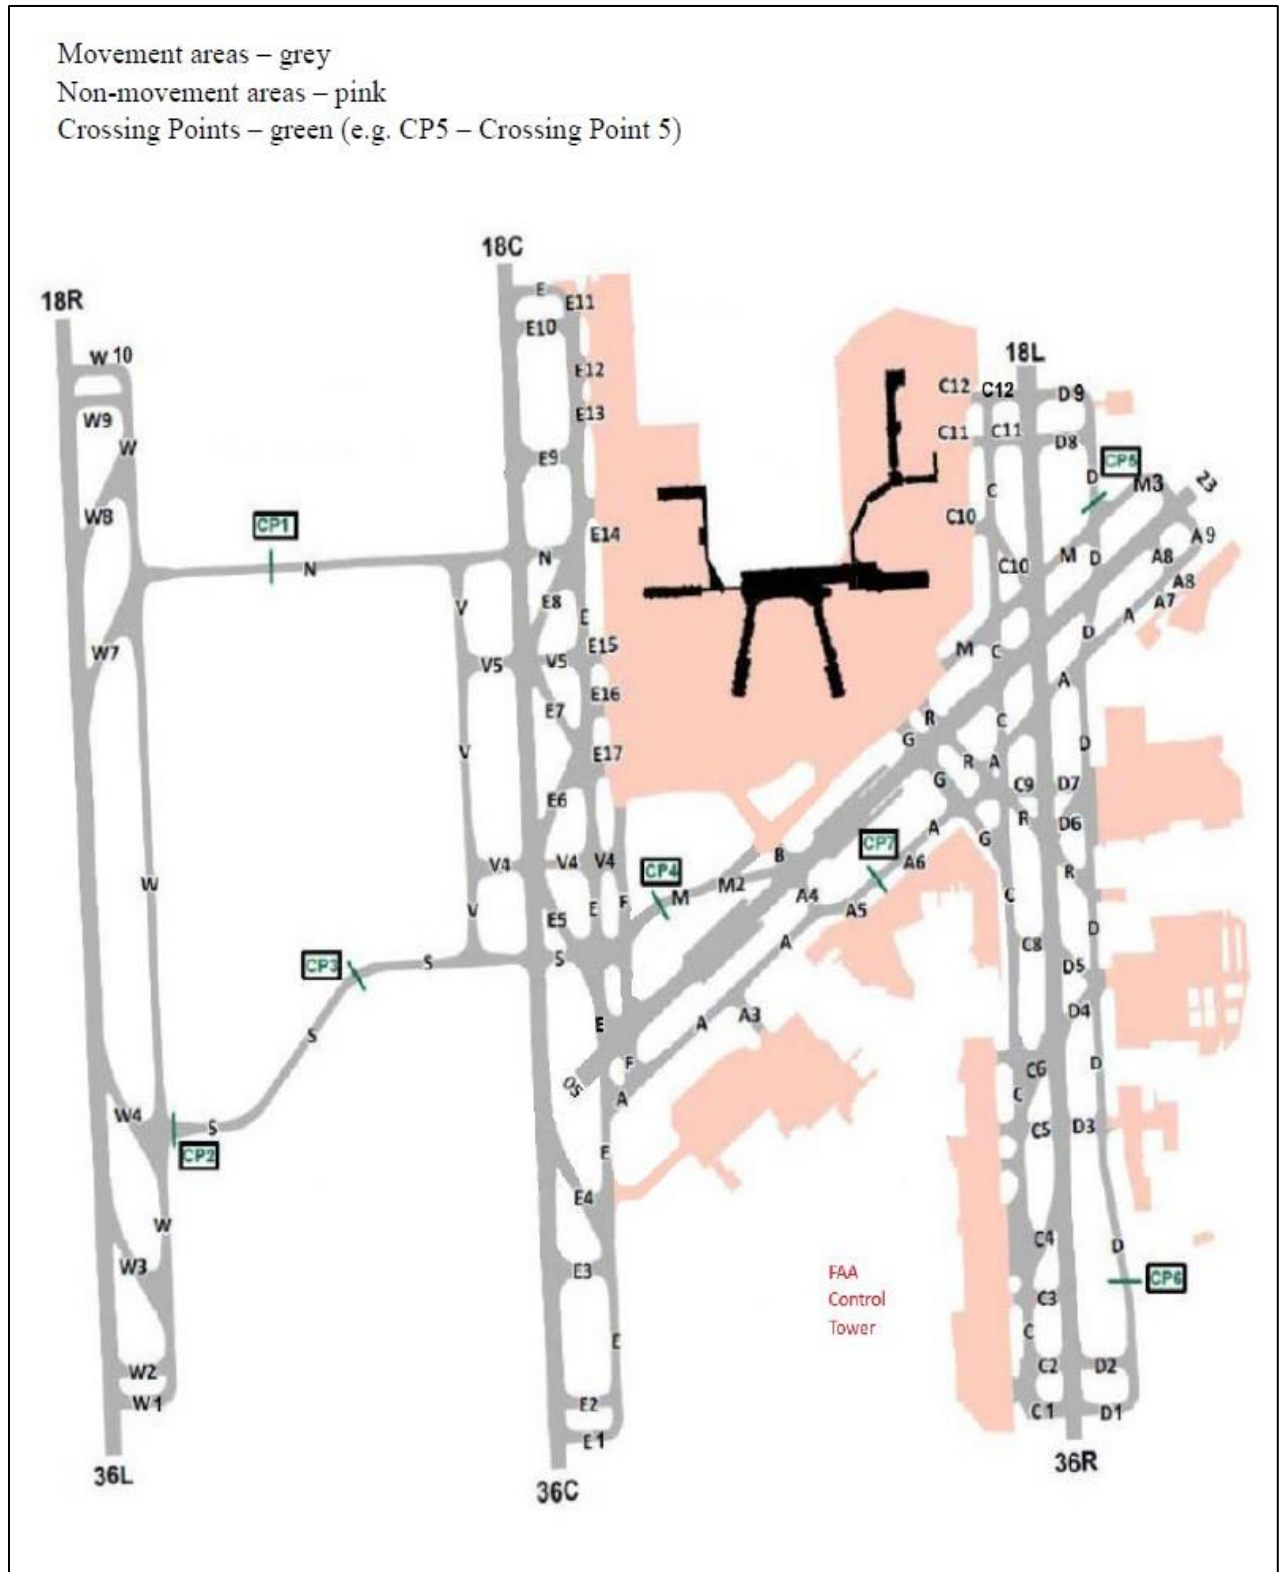 Movement areas – grey
Non-movement areas – pink
Crossing Points – green (e.g. CP5 – Crossing Point 5)
18C
18R
E
E11
E10
18L
W 10
E12
C12
C12
D9
W9
E13
C11
C11
D8
W
E9
CP5
D
M3
23
C
W8
CP1
E14
C10
A9
N
N
C10
M
D
A8
A8
V
E8
E
A7
A
D
W7
V5
V5
E15
M
C
E16
A
E7
R
C
G
D
V
E17
R
A
G
C9
D7
E6
R
D6
A
G
CP7
V4
V4
V4
B
A6
CP4
R
W
M
M2
A4
C
V
E5
E
F
A5
D
A
C8
CP3
S
S
D5
A3
D4
S
E
A
F
D
C6
05
A
C
W4
S
C5
D3
CP2
E
E4
W
C4
D
W3
E3
FAA
CP6
Control
C3
Tower
C
E
W2
C2
D2
W1
E2
C1
D1
E1
36L
36R
36C